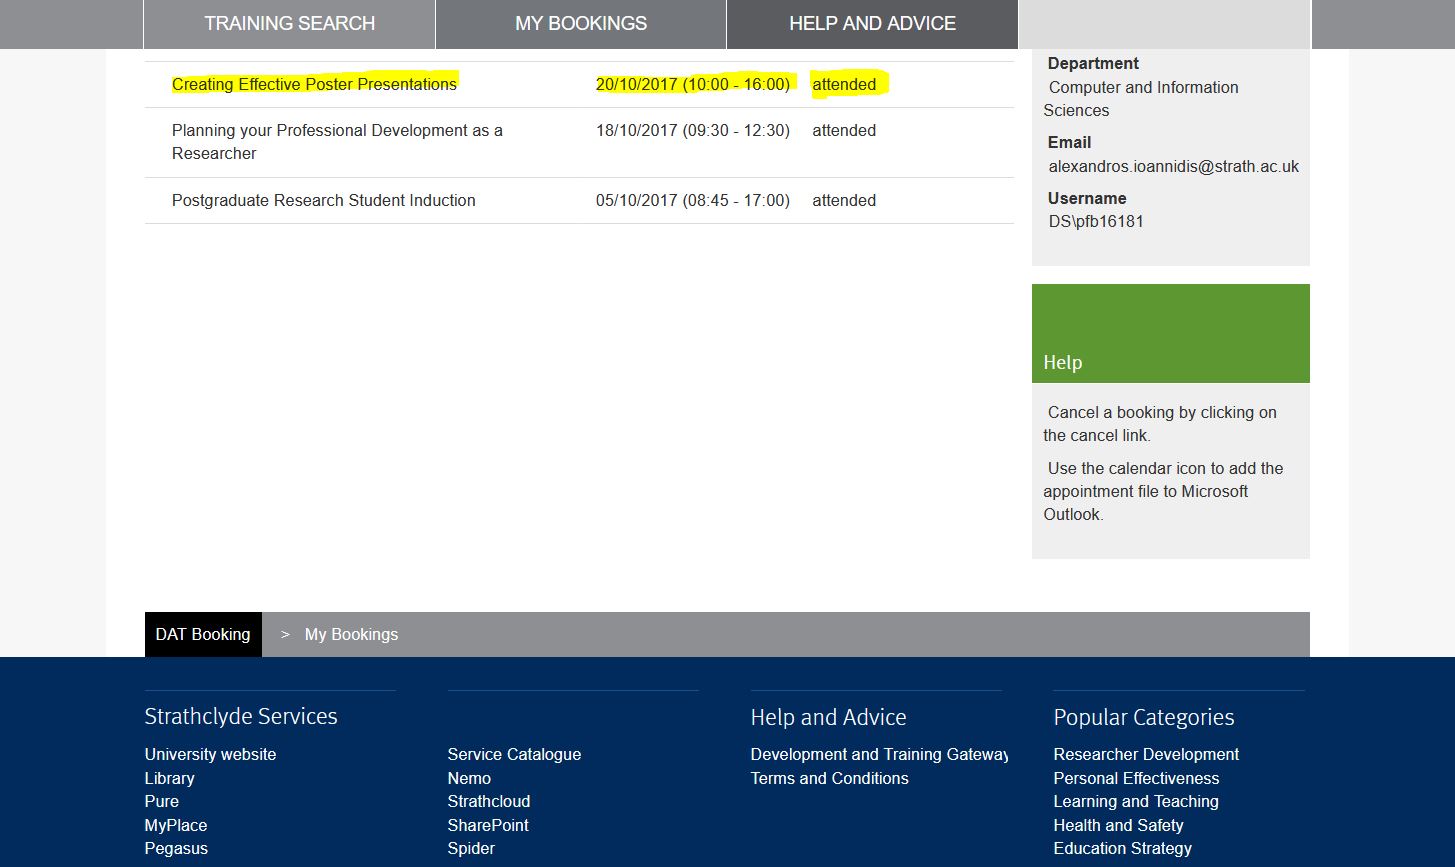 TRAINING SEARCH
MY BOOKINGS
HELP AND ADVICE
Creating Effective Poster Presentations 20/10/2017 (10:00 - 16:00) attended
Planning your Professional Development as a 18/10/2017 (09:30 - 12:30) attended
Researcher
Postgraduate Research Student Induction 05/10/2017 (08:45 - 17:00) attended
Department
Computer and Information
Sciences
Email
alexandros.ioannidis@strath.ac.uk
Username
DS\pfb16181
Help
Cancel a booking by clicking on
the cancel link.
Use the calendar icon to add the
appointment file to Microsoft
Outlook.
DAT Booking > My Bookings
Strathclyde Services
University website
Library
Pure
MyPlace
Pegasus
Service Catalogue
Nemo
Strathcloud
SharePoint
Spider
Help and Advice
Development and Training Gateway
Terms and Conditions
Popular Categories
Researcher Development
Personal Effectiveness
Learning and Teaching
Health and Safety
Education Strategy